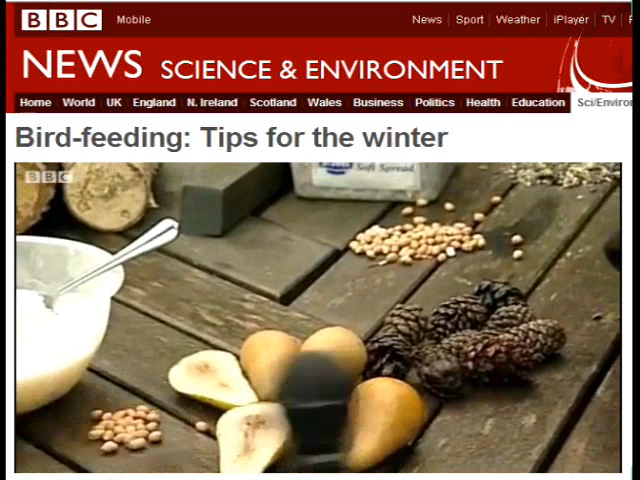 BBC Mobile News Sport Weather iPlayer TV
NEWS SCIENCE & ENVIRONMENT
Home World UK England N. Ireland Scotland Wales Business Politics Health Education Sci/Enviro
Bird-feeding: Tips for the winter
BBC
Soft Spread